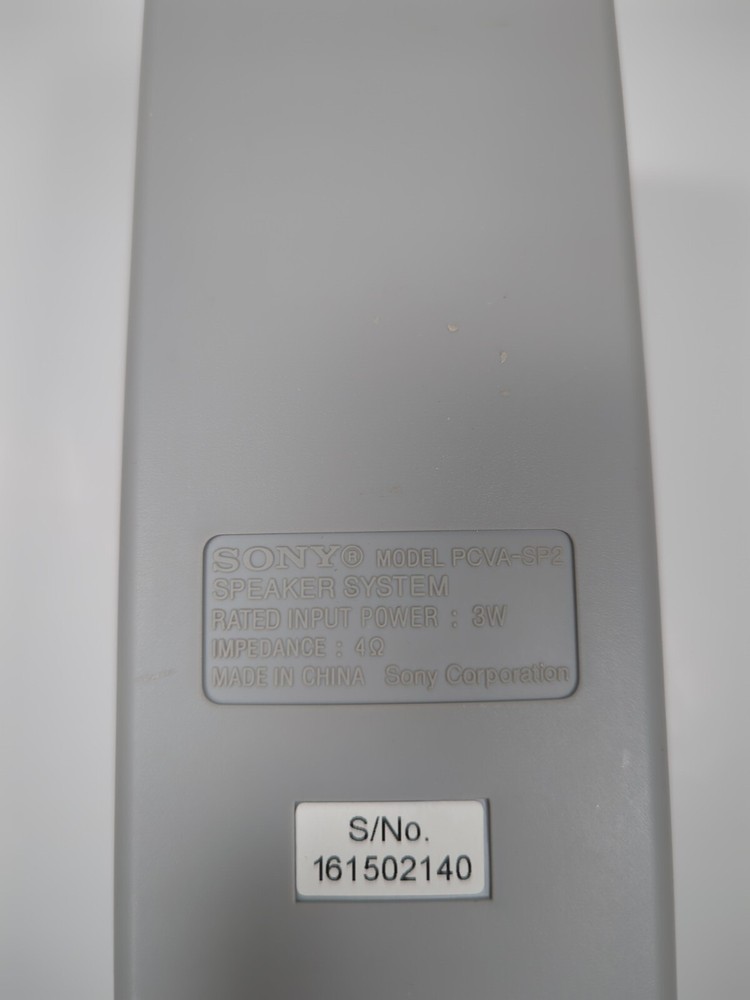 SONY® MODEL PCVA-SP2
SPEAKER SYSTEM
RATED INPUT POWER : 3W
IMPEDANCE : 4Ω
MADE IN CHINA Sony Corporation
S/No.
161502140